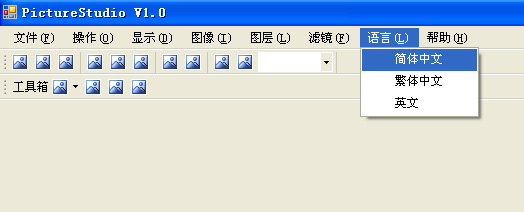 PictureStudio V1.0
文件(F) 操作(O) 显示(D) 图像(I) 图层(L) 滤镜(F) 语言(L) 帮助(H)
简体中文
繁体中文
英文
工具箱